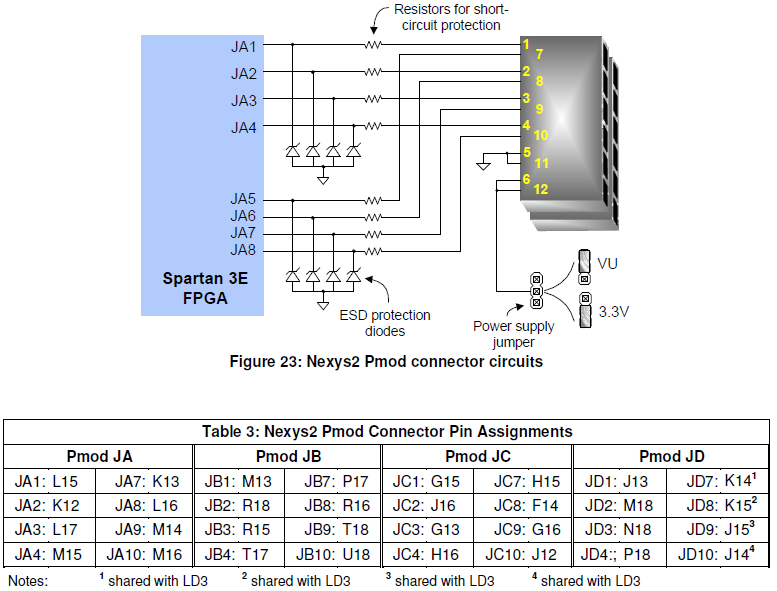 Resistors for short-
circuit protection
JA1
JA2
JA3
JA4
JA5
JA6
JA7
JA8
Spartan 3E
FPGA
1
7
2
8
3
9
4
10
5
11
6
12
ESD protection
diodes
Power supply
jumper
VU
3.3V
Figure 23: Nexys2 Pmod connector circuits
Table 3: Nexys2 Pmod Connector Pin Assignments
Pmod JA Pmod JB Pmod JC Pmod JD
JA1: L15 JA7: K13 JB1: M13 JB7: P17 JC1: G15 JC7: H15 JD1: J13 JD7: K14¹
JA2: K12 JA8: L16 JB2: R18 JB8: R16 JC2: J16 JC8: F14 JD2: M18 JD8: K15²
JA3: L17 JA9: M14 JB3: R15 JB9: T18 JC3: G13 JC9: G16 JD3: N18 JD9: J15³
JA4: M15 JA10: M16 JB4: T17 JB10: U18 JC4: H16 JC10: J12 JD4:; P18 JD10: J14⁴
Notes: ¹ shared with LD3 ² shared with LD3 ³ shared with LD3 ⁴ shared with LD3